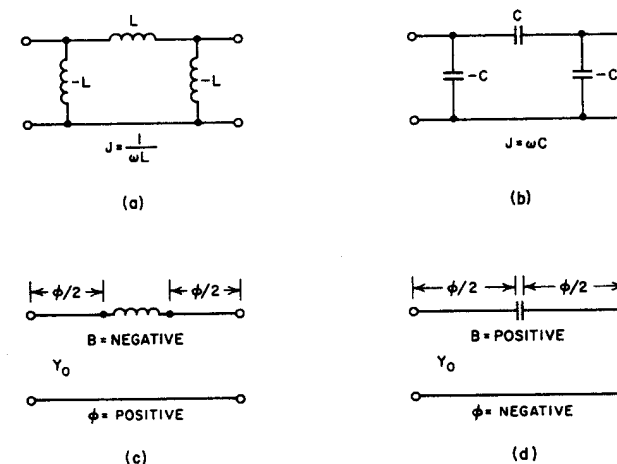 L
-L
-L
J = 1/ωL
(a)
C
-C
-C
J = ωC
(b)
φ/2
φ/2
B = NEGATIVE
Y₀
φ = POSITIVE
(c)
φ/2
φ/2
B = POSITIVE
Y₀
φ = NEGATIVE
(d)